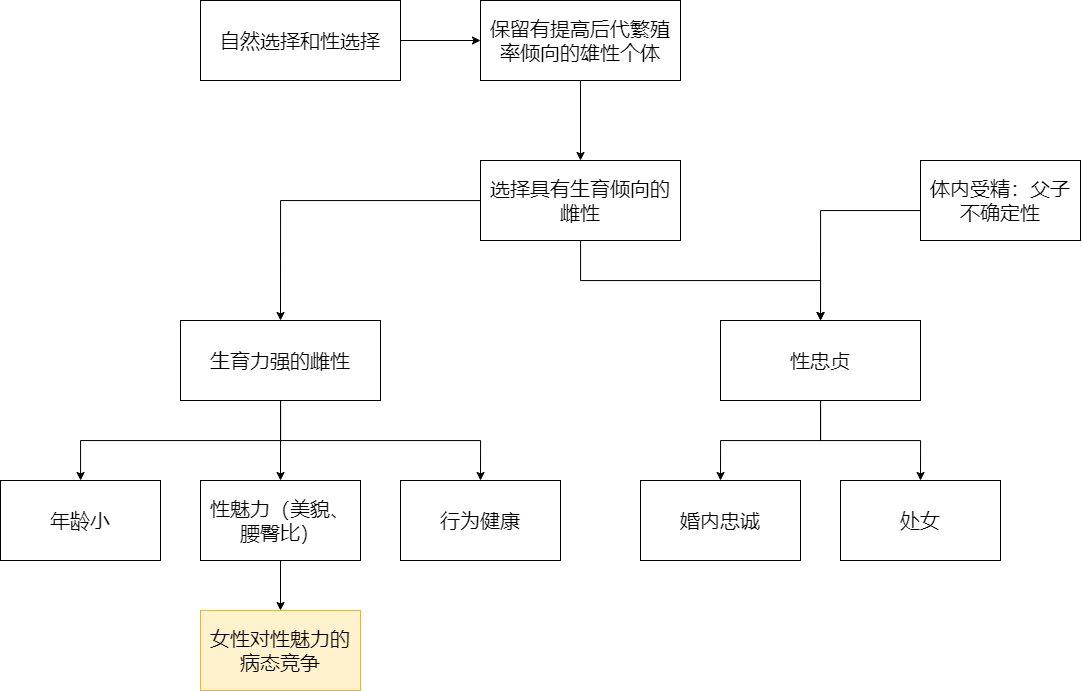 自然选择和性选择
保留有提高后代繁殖
率倾向的雄性个体
选择具有生育倾向的
雌性
体内受精：父子
不确定性
生育力强的雌性
性忠贞
年龄小
性魅力（美貌、
腰臀比）
行为健康
婚内忠诚
处女
女性对性魅力的
病态竞争